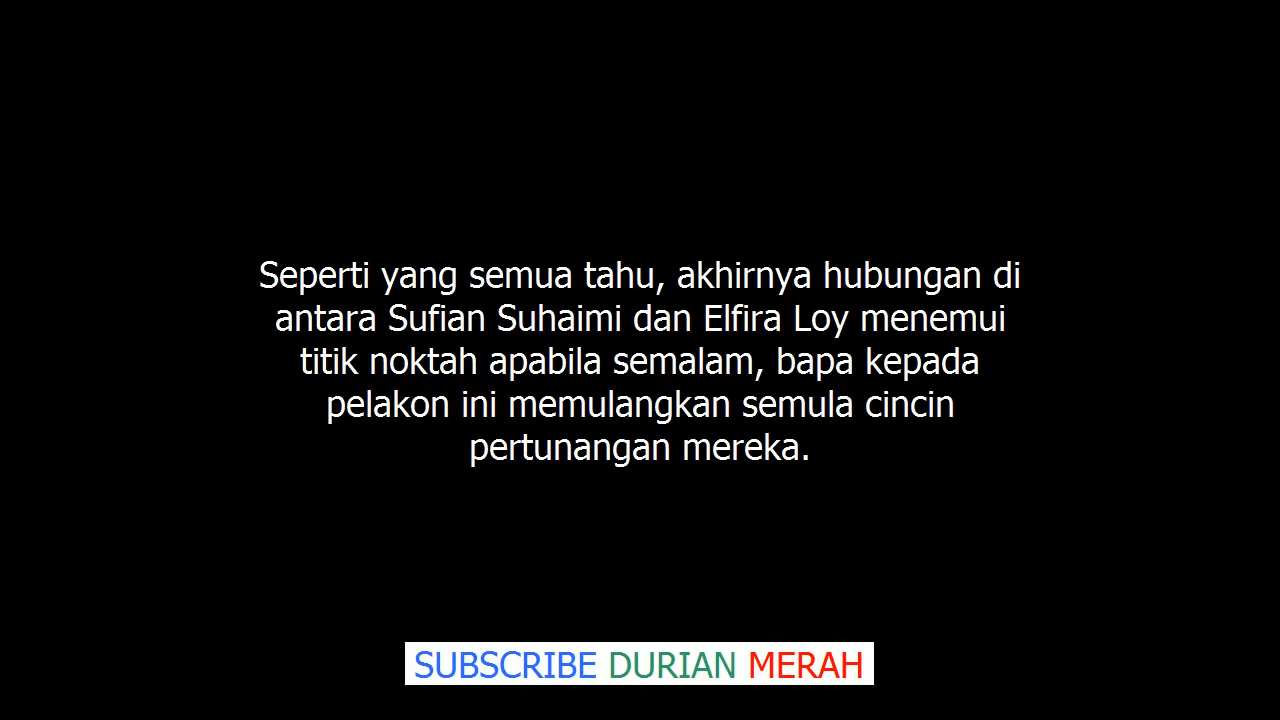 Seperti yang semua tahu, akhirnya hubungan di
antara Sufian Suhaimi dan Elfira Loy menemui
titik noktah apabila semalam, bapa kepada
pelakon ini memulangkan semula cincin
pertunangan mereka.
SUBSCRIBE DURIAN MERAH